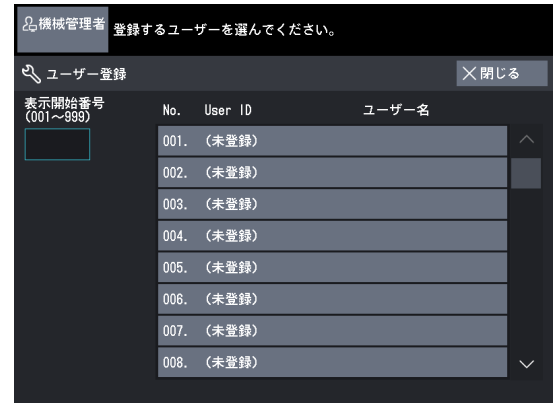 機械管理者
登録するユーザーを選んでください。
ユーザー登録
閉じる
表示開始番号
(001～999)
No. User ID ユーザー名
001. (未登録)
002. (未登録)
003. (未登録)
004. (未登録)
005. (未登録)
006. (未登録)
007. (未登録)
008. (未登録)